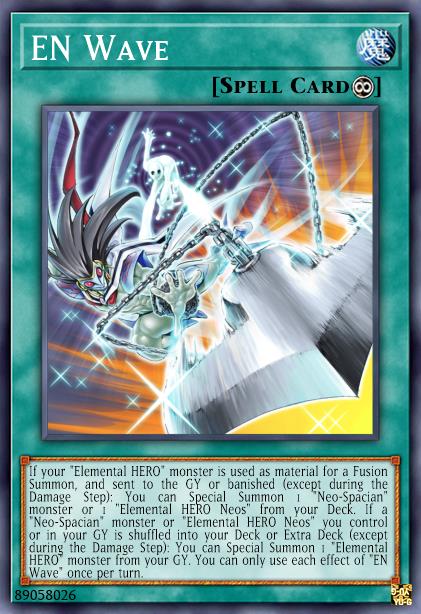 EN Wave
[Spell Card]
If your "Elemental HERO" monster is used as material for a Fusion
Summon, and sent to the GY or banished (except during the
Damage Step): You can Special Summon 1 "Neo-Spacian"
monster or 1 "Elemental HERO Neos" from your Deck. If a
"Neo-Spacian" monster or "Elemental HERO Neos" you control
or in your GY is shuffled into your Deck or Extra Deck (except
during the Damage Step): You can Special Summon 1 "Elemental
HERO" monster from your GY. You can only use each effect of "EN
Wave" once per turn.
89058026